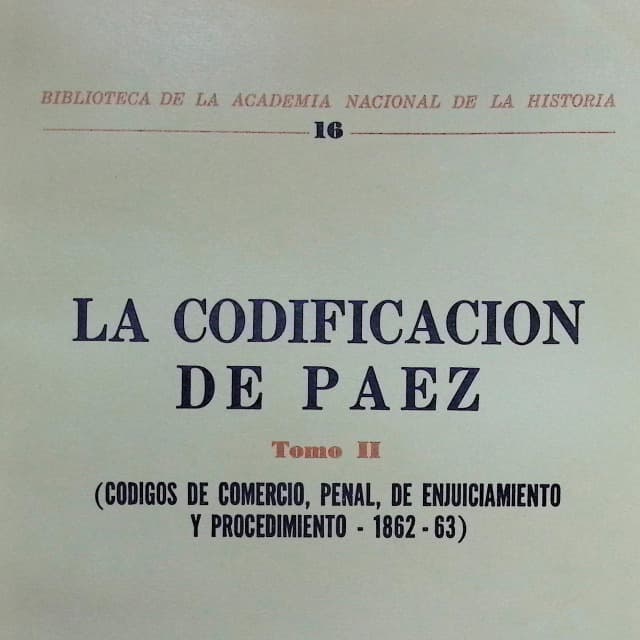 BIBLIOTECA DE LA ACADEMIA NACIONAL DE LA HISTORIA
16
LA CODIFICACION
DE PAEZ
Tomo II
(CODIGOS DE COMERCIO, PENAL, DE ENJUICIAMIENTO
Y PROCEDIMIENTO - 1862 - 63)